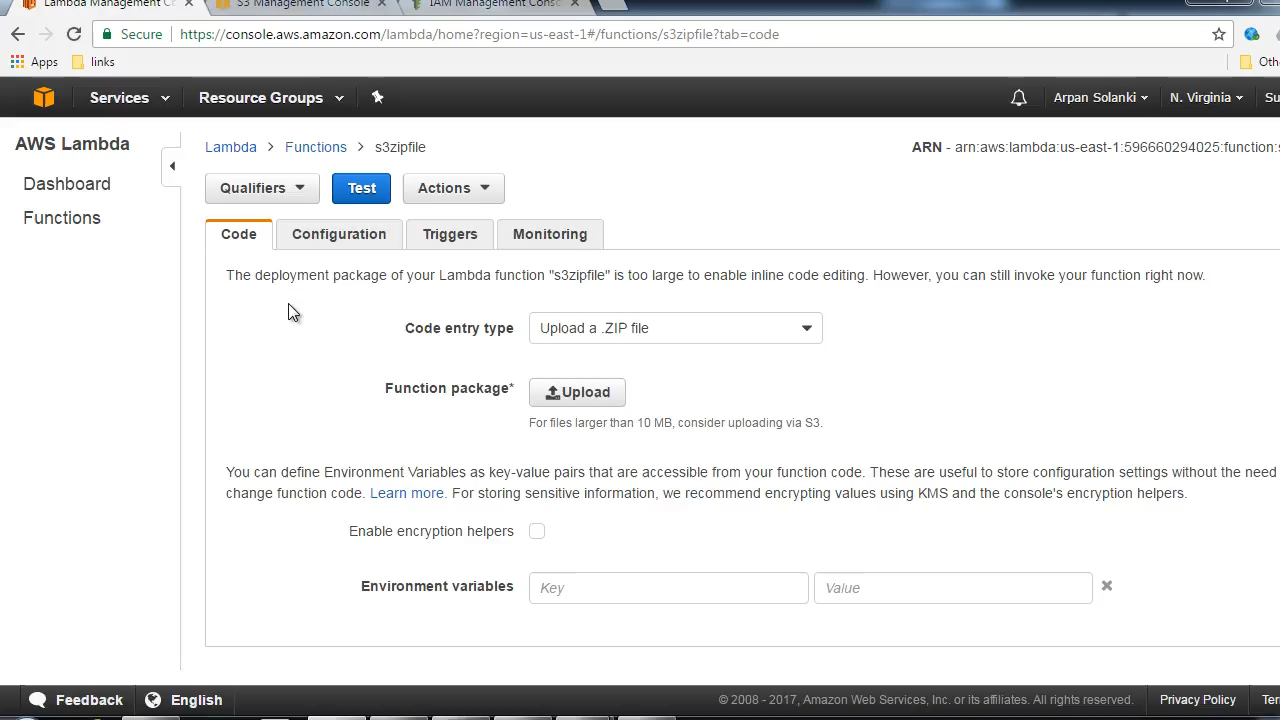 Lambda Management C
S3 Management Console
IAM Management Cons
Secure
https://console.aws.amazon.com/lambda/home?region=us-east-1#/functions/s3zipfile?tab=code
Apps
links
Othe
Services
Resource Groups
Arpan Solanki
N. Virginia
Su
AWS Lambda
Dashboard
Functions
Lambda > Functions > s3zipfile
ARN - arn:aws:lambda:us-east-1:596660294025:function:s
Qualifiers
Test
Actions
Code
Configuration
Triggers
Monitoring
The deployment package of your Lambda function "s3zipfile" is too large to enable inline code editing. However, you can still invoke your function right now.
Code entry type
Upload a .ZIP file
Function package*
Upload
For files larger than 10 MB, consider uploading via S3.
You can define Environment Variables as key-value pairs that are accessible from your function code. These are useful to store configuration settings without the need
change function code. Learn more. For storing sensitive information, we recommend encrypting values using KMS and the console's encryption helpers.
Enable encryption helpers
Environment variables
Key
Value
Feedback
English
© 2008 - 2017, Amazon Web Services, Inc. or its affiliates. All rights reserved.
Privacy Policy
Ter